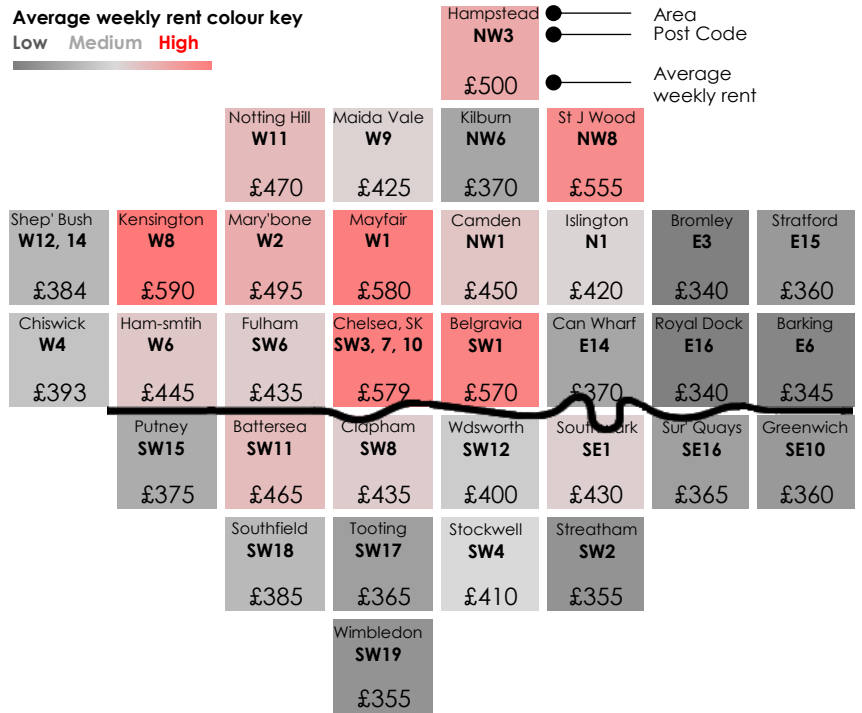 Average weekly rent colour key
Low Medium High
Hampstead
NW3
£500
Area
Post Code
Average
weekly rent
Notting Hill
W11
£470
Maida Vale
W9
£425
Kilburn
NW6
£370
St J Wood
NW8
£555
Shep' Bush
W12, 14
£384
Kensington
W8
£590
Mary'bone
W2
£495
Mayfair
W1
£580
Camden
NW1
£450
Islington
N1
£420
Bromley
E3
£340
Stratford
E15
£360
Chiswick
W4
£393
Ham-smtih
W6
£445
Fulham
SW6
£435
Chelsea, SK
SW3, 7, 10
£579
Belgravia
SW1
£570
Can Wharf
E14
£370
Royal Dock
E16
£340
Barking
E6
£345
Putney
SW15
£375
Battersea
SW11
£465
Clapham
SW8
£435
Wdsworth
SW12
£400
Southwark
SE1
£430
Sur' Quays
SE16
£365
Greenwich
SE10
£360
Southfield
SW18
£385
Tooting
SW17
£365
Stockwell
SW4
£410
Streatham
SW2
£355
Wimbledon
SW19
£355